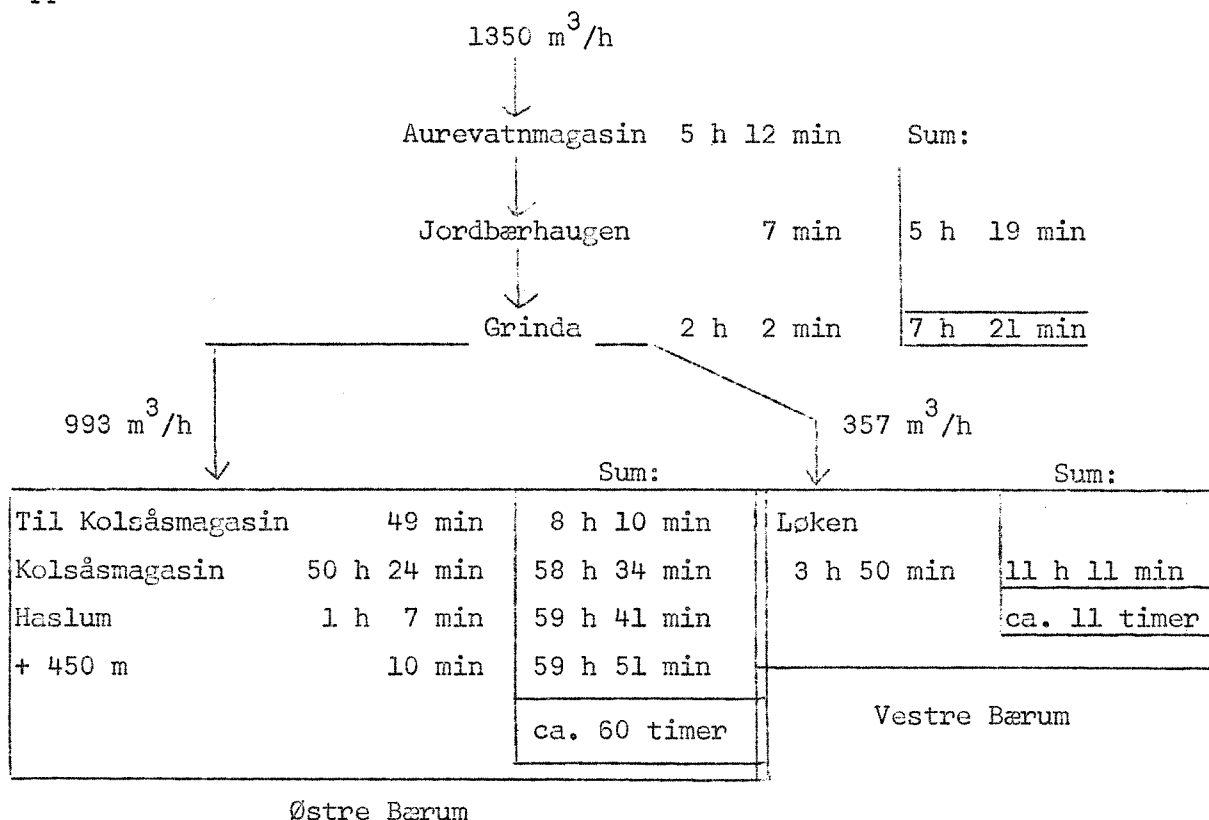 1350 m³/h
Aurevatnmagasin 5 h 12 min Sum:
Jordbærhaugen 7 min 5 h 19 min
Grinda 2 h 2 min 7 h 21 min
993 m³/h 357 m³/h
Sum: Sum:
Til Kolsåsmagasin 49 min 8 h 10 min Løken
Kolsåsmagasin 50 h 24 min 58 h 34 min 3 h 50 min 11 h 11 min
Haslum 1 h 7 min 59 h 41 min ca. 11 timer
+ 450 m 10 min 59 h 51 min
ca. 60 timer Vestre Bærum
Østre Bærum